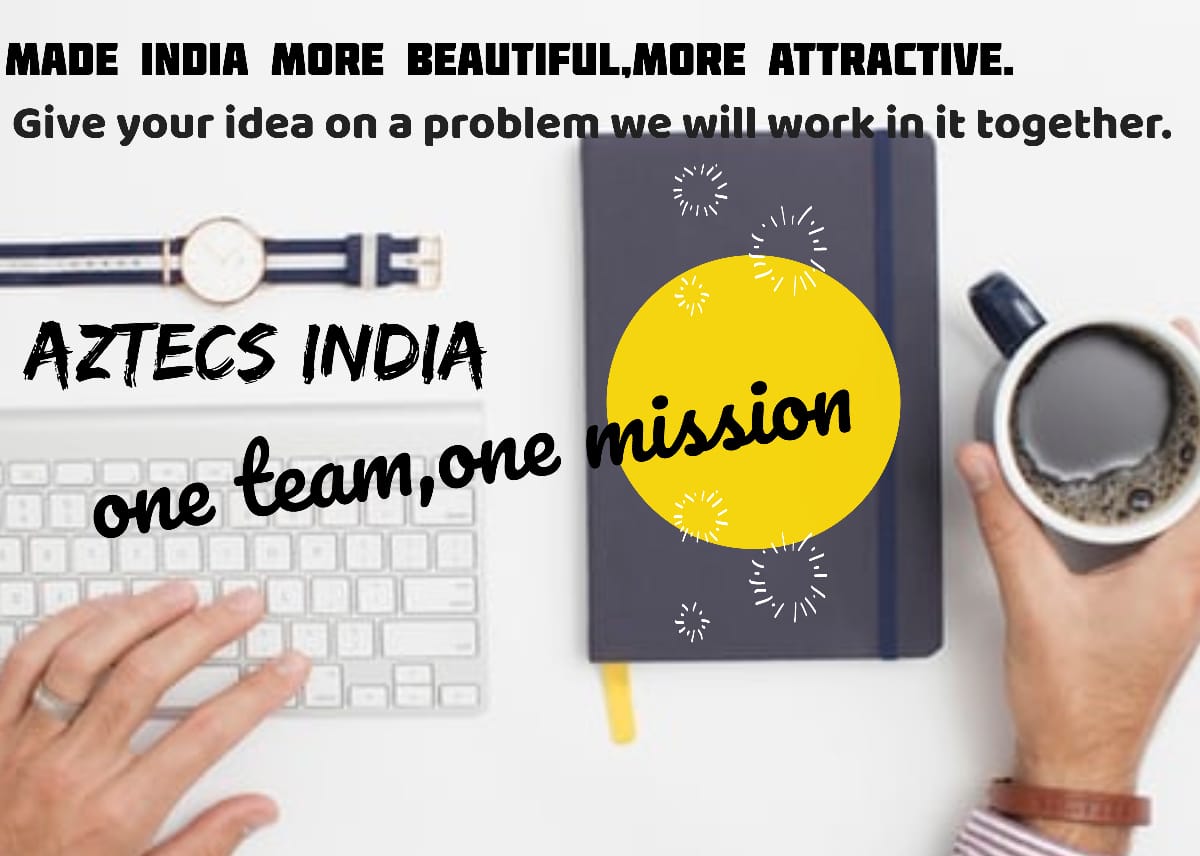 MADE INDIA MORE BEAUTIFUL,MORE ATTRACTIVE.
Give your idea on a problem we will work in it together.
AZTECS INDIA
one team,one mission